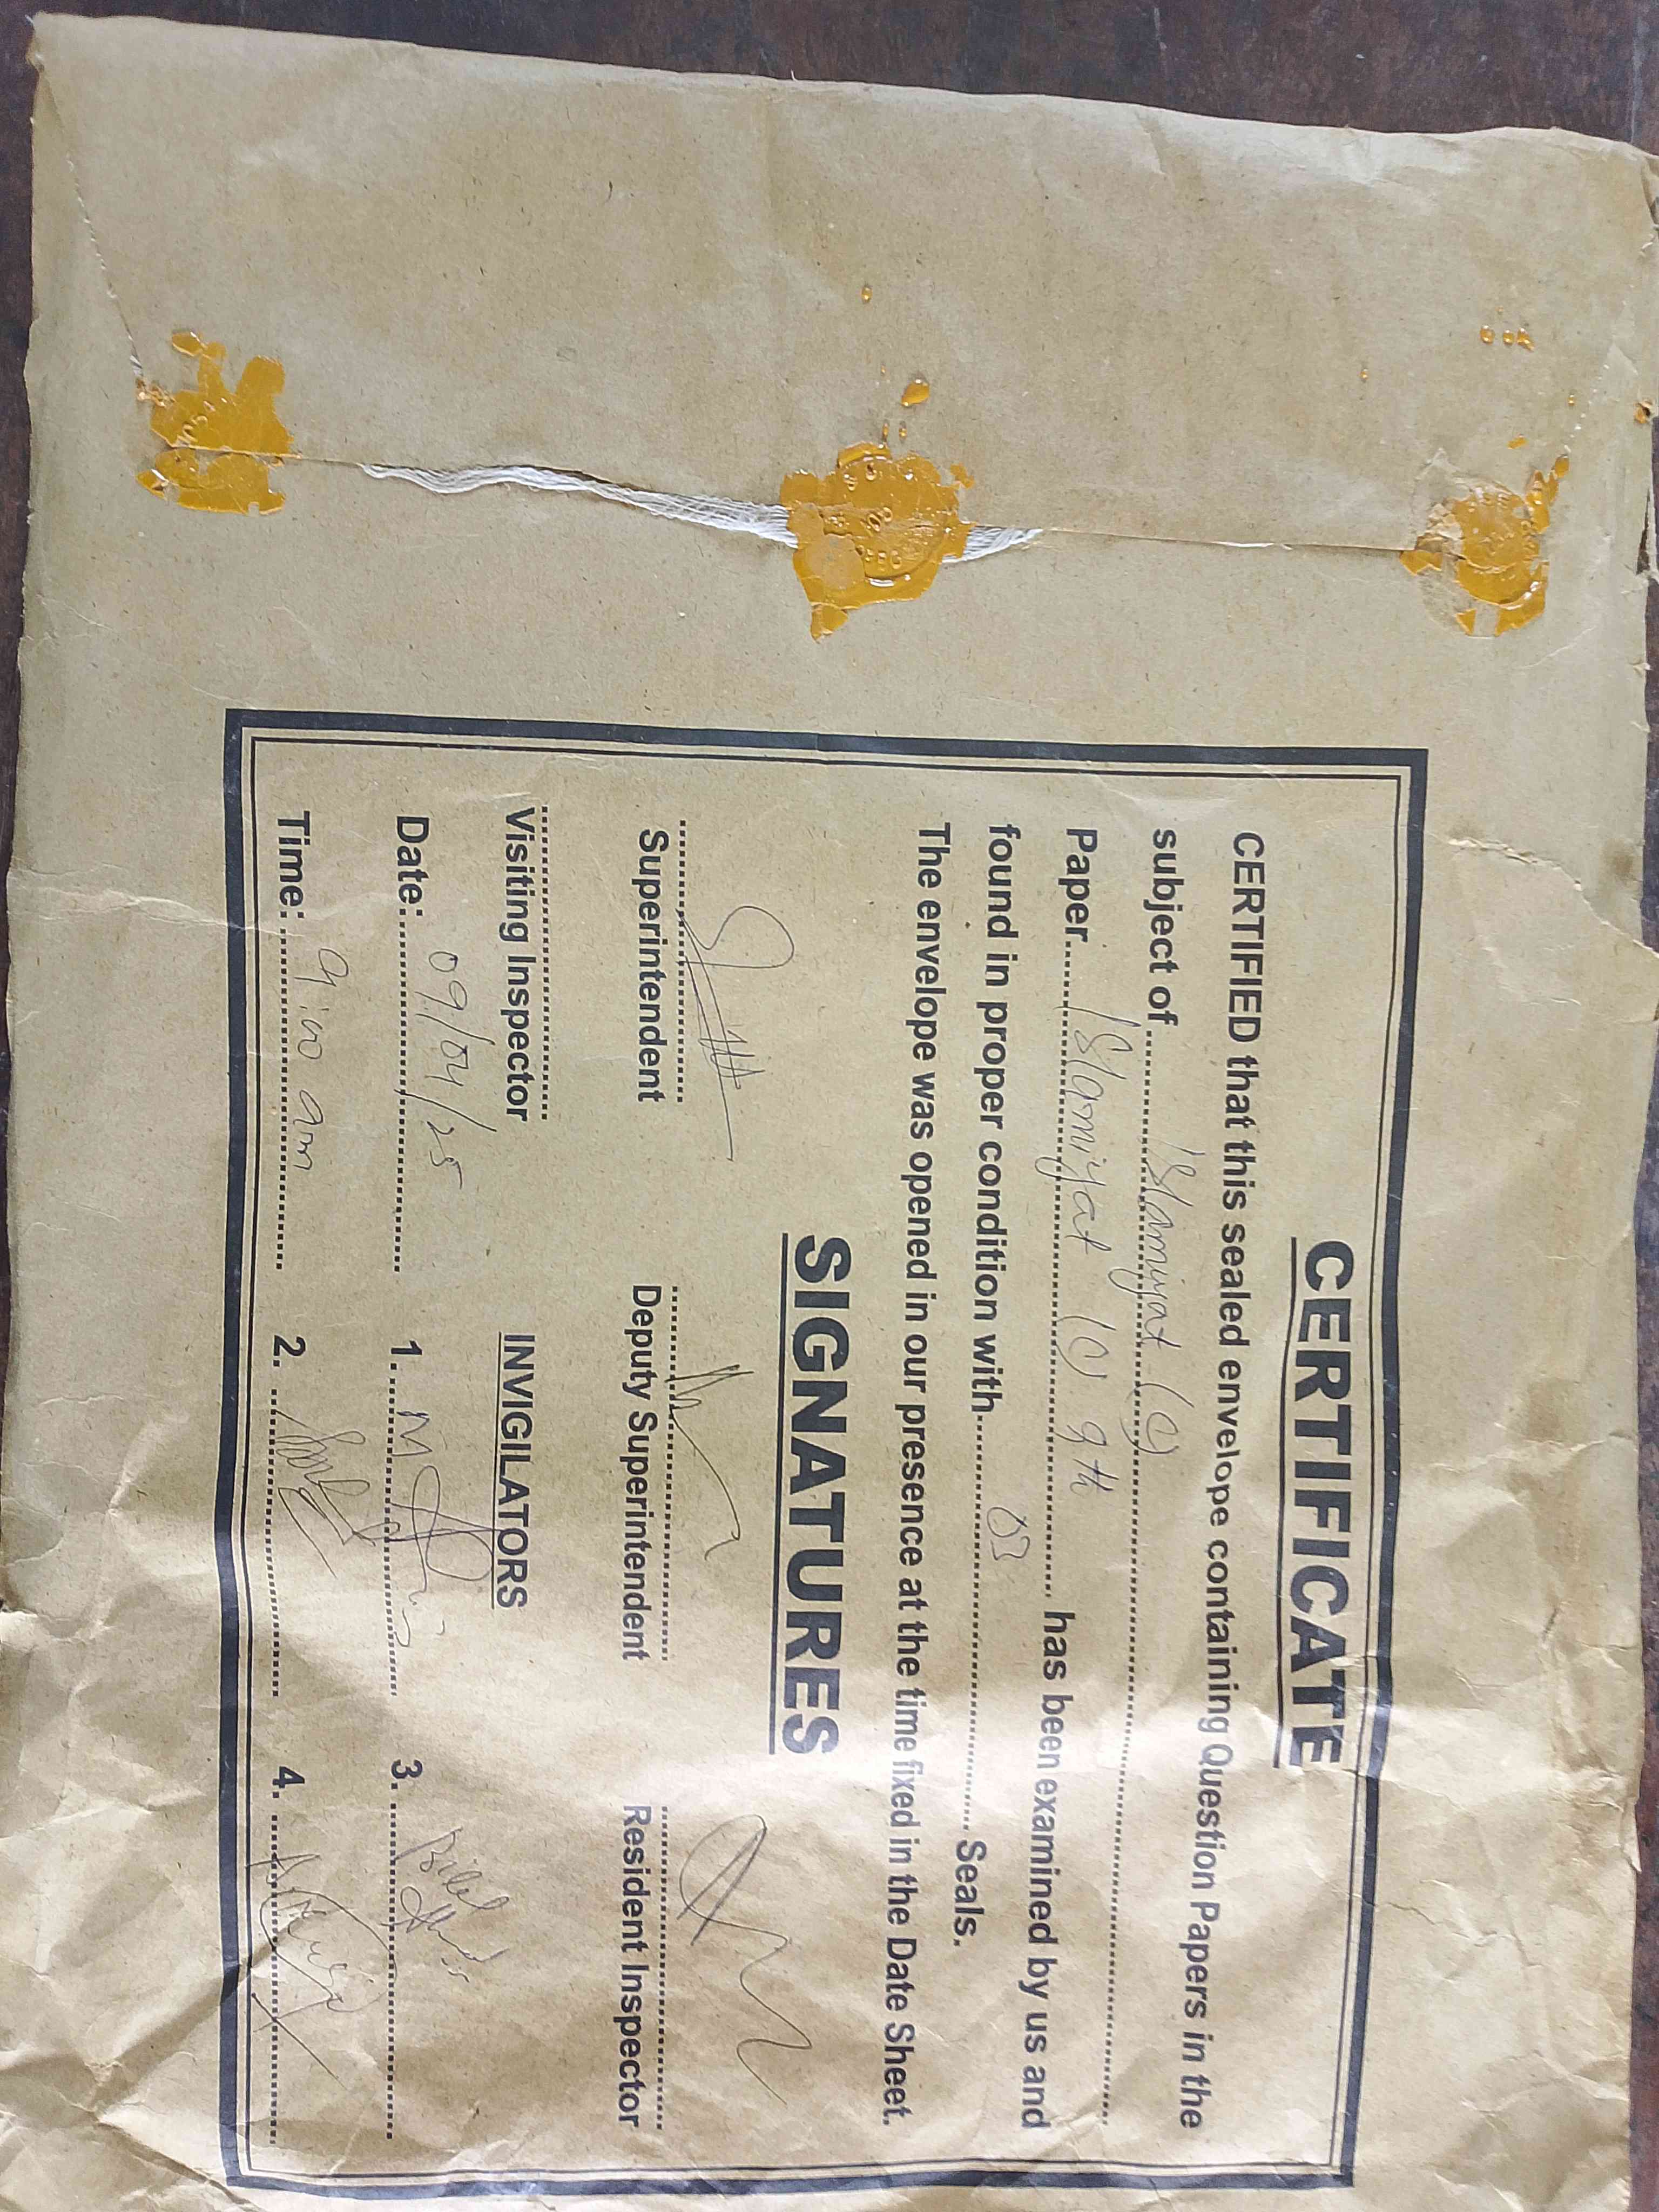 CERTIFICATE
CERTIFIED that this sealed envelope containing Question Papers in the
subject of Islamiyat (c)
Paper Islamiyat (c) 9th has been examined by us and
found in proper condition with 03 Seals.
The envelope was opened in our presence at the time fixed in the Date Sheet.
SIGNATURES
Superintendent Deputy Superintendent Resident Inspector
Visiting Inspector INVIGILATORS
Date: 09/04/25 1. M 3. Bilal
Time: 9:00 am 2. 4.